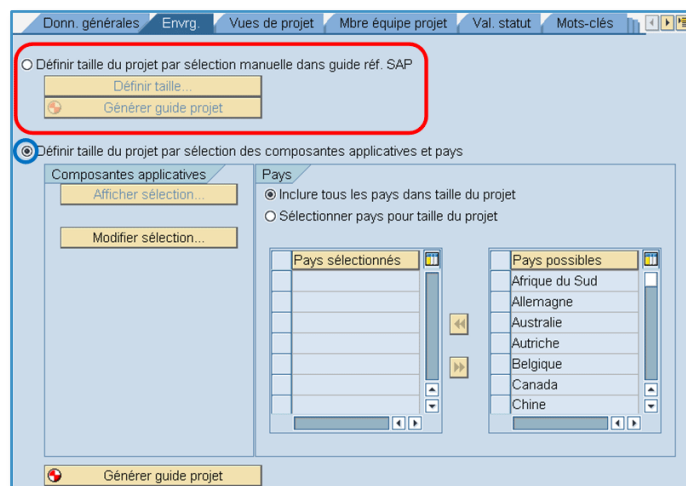 Donn. générales Envrg. Vues de projet Mbre équipe projet Val. statut Mots-clés
Définir taille du projet par sélection manuelle dans guide réf. SAP
Définir taille...
Générer guide projet
Définir taille du projet par sélection des composantes applicatives et pays
Composantes applicatives
Afficher sélection...
Modifier sélection...
Pays
Inclure tous les pays dans taille du projet
Sélectionner pays pour taille du projet
Pays sélectionnés
Pays possibles
Afrique du Sud
Allemagne
Australie
Autriche
Belgique
Canada
Chine
Générer guide projet